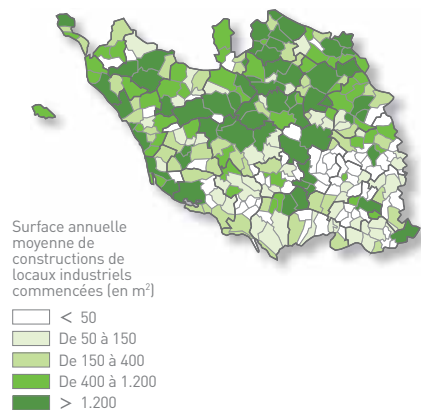 Surface annuelle
moyenne de
constructions de
locaux industriels
commencées (en m²)
< 50
De 50 à 150
De 150 à 400
De 400 à 1.200
> 1.200